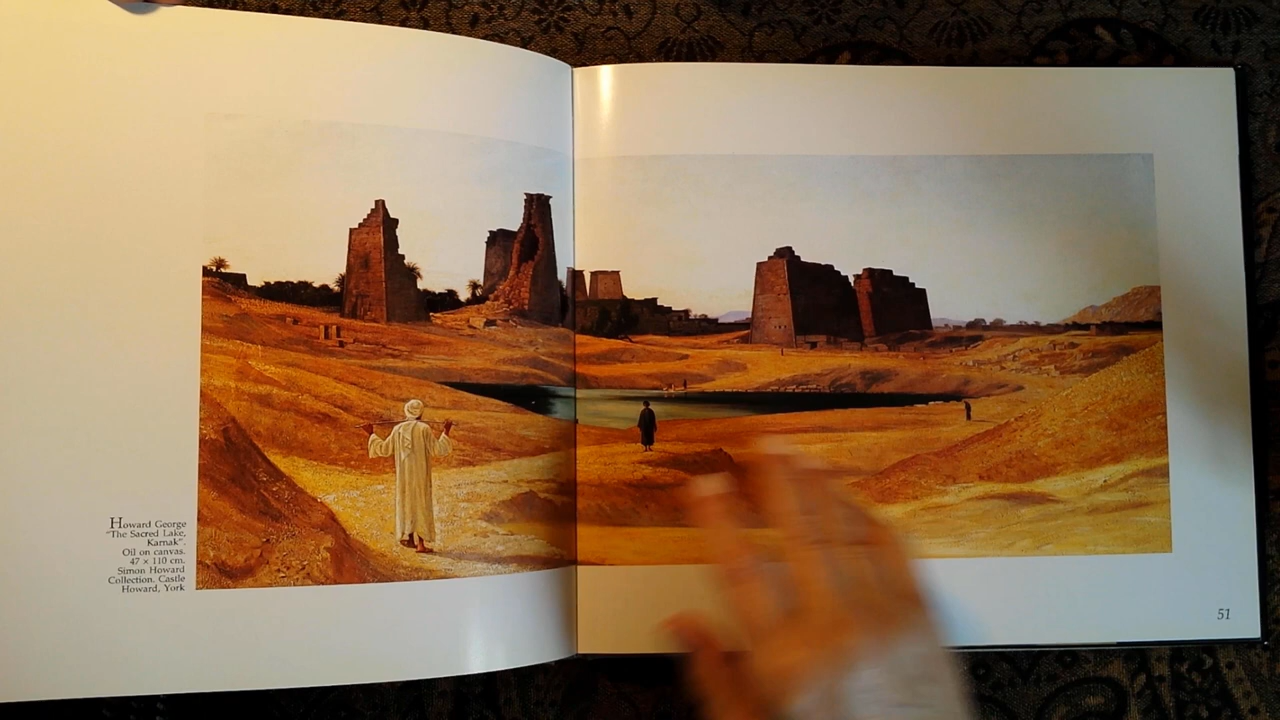 Howard George
"The Sacred Lake,
Karnak".
Oil on canvas.
47 × 110 cm.
Simon Howard
Collection. Castle
Howard, York
51